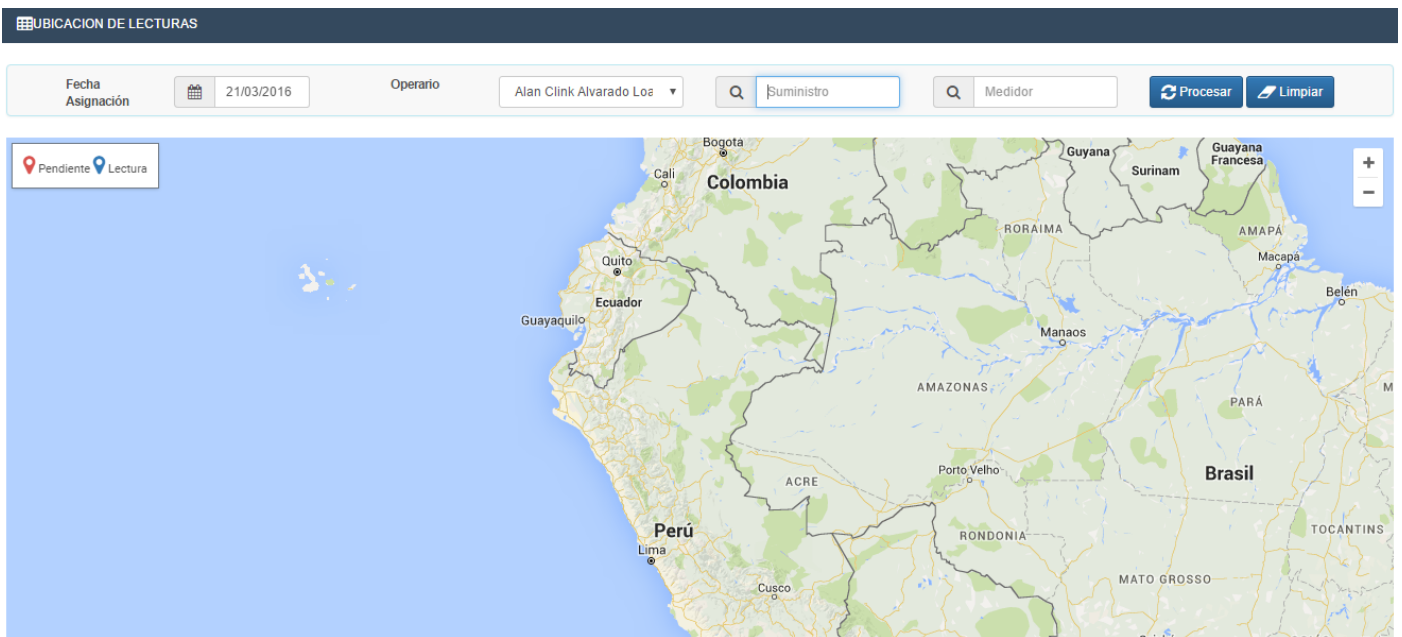 UBICACION DE LECTURAS
Fecha
Asignación
21/03/2016
Operario
Alan Clink Alvarado Loa
Suministro
Medidor
Procesar
Limpiar
Pendiente
Lectura
+
−
Bogotá
Cali
Colombia
Guyana
Surinam
Guayana
Francesa
RORAIMA
AMAPÁ
Macapá
Quito
Ecuador
Guayaquil
Belén
Manaos
AMAZONAS
PARÁ
M
Porto Velho
ACRE
Brasil
Perú
Lima
RONDONIA
TOCANTINS
Cusco
MATO GROSSO